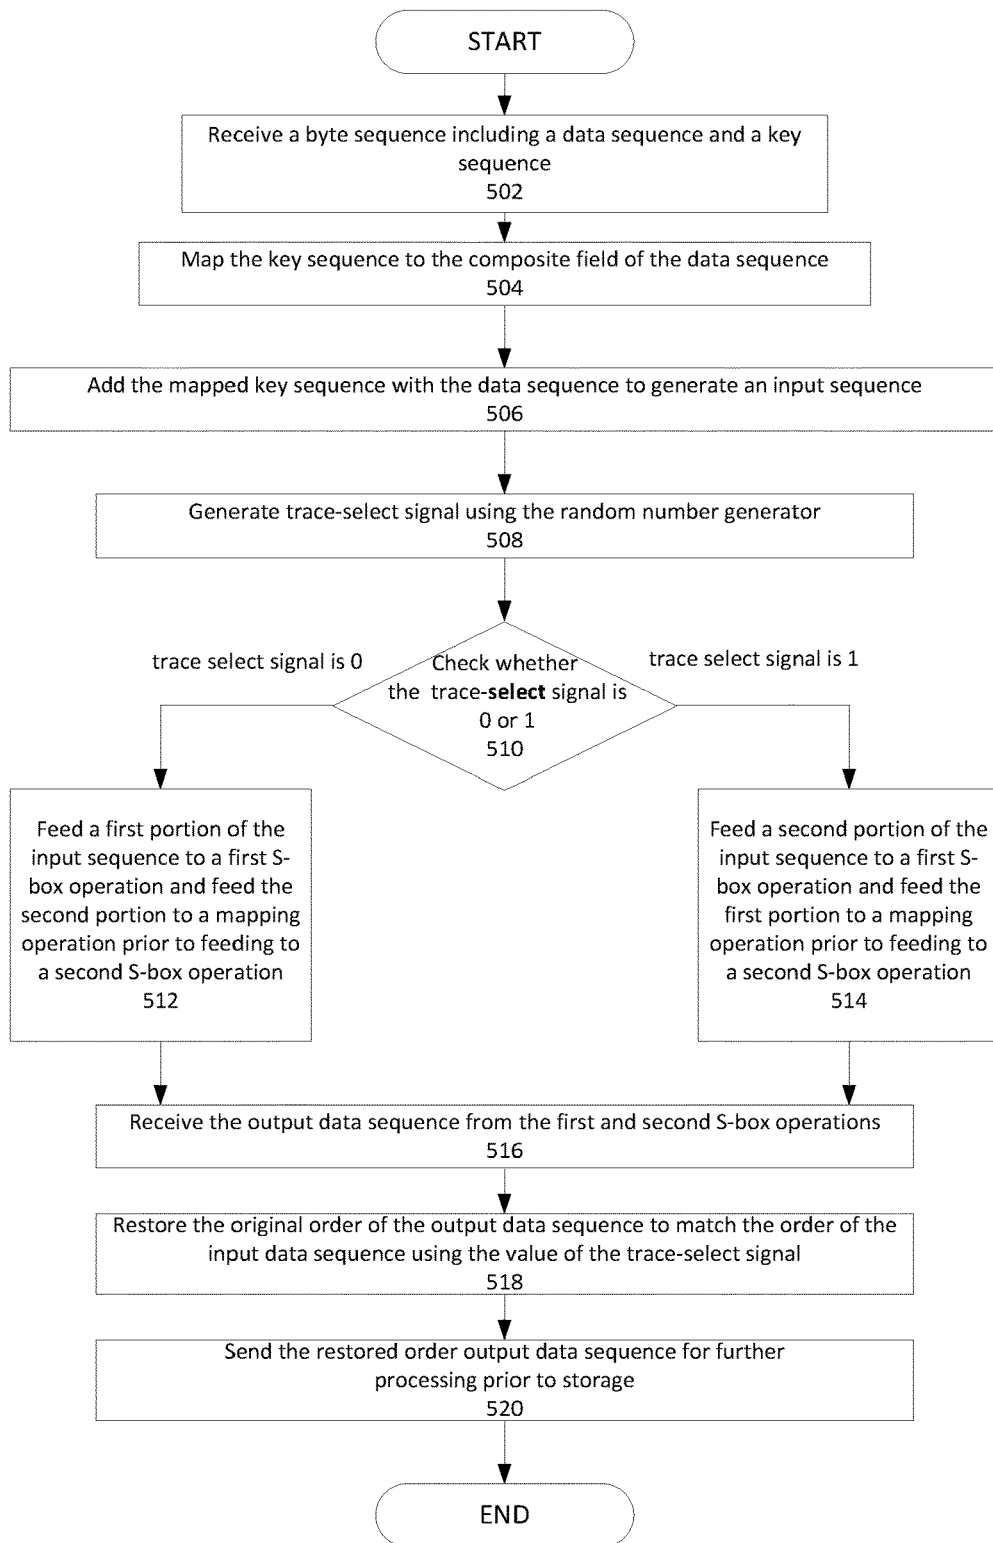 START
Receive a byte sequence including a data sequence and a key
sequence
502
Map the key sequence to the composite field of the data sequence
504
Add the mapped key sequence with the data sequence to generate an input sequence
506
Generate trace-select signal using the random number generator
508
trace select signal is 0
trace select signal is 1
Check whether
the trace-select signal is
0 or 1
510
Feed a first portion of the
input sequence to a first S-
box operation and feed the
second portion to a mapping
operation prior to feeding to
a second S-box operation
512
Feed a second portion of the
input sequence to a first S-
box operation and feed the
first portion to a mapping
operation prior to feeding to
a second S-box operation
514
Receive the output data sequence from the first and second S-box operations
516
Restore the original order of the output data sequence to match the order of the
input data sequence using the value of the trace-select signal
518
Send the restored order output data sequence for further
processing prior to storage
520
END